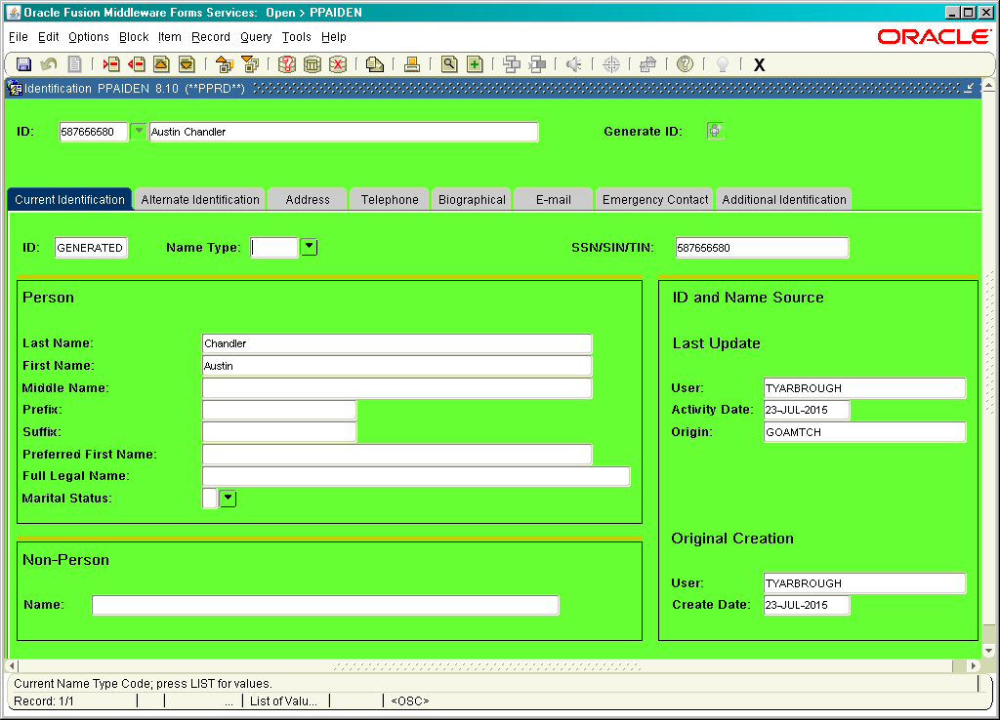 Oracle Fusion Middleware Forms Services:  Open > PPAIDEN
File Edit Options Block Item Record Query Tools Help
ORACLE
X
Identification  PPAIDEN  8.10  (**PPRD**)
ID: 587656580 Austin Chandler Generate ID:
Current Identification Alternate Identification Address Telephone Biographical E-mail Emergency Contact Additional Identification
ID: GENERATED Name Type: SSN/SIN/TIN: 587656580
Person
Last Name: Chandler
First Name: Austin
Middle Name:
Prefix:
Suffix:
Preferred First Name:
Full Legal Name:
Marital Status:
Non-Person
Name:
ID and Name Source
Last Update
User: TYARBROUGH
Activity Date: 23-JUL-2015
Origin: GOAMTCH
Original Creation
User: TYARBROUGH
Create Date: 23-JUL-2015
Current Name Type Code; press LIST for values.
Record: 1/1 ... List of Valu... <OSC>